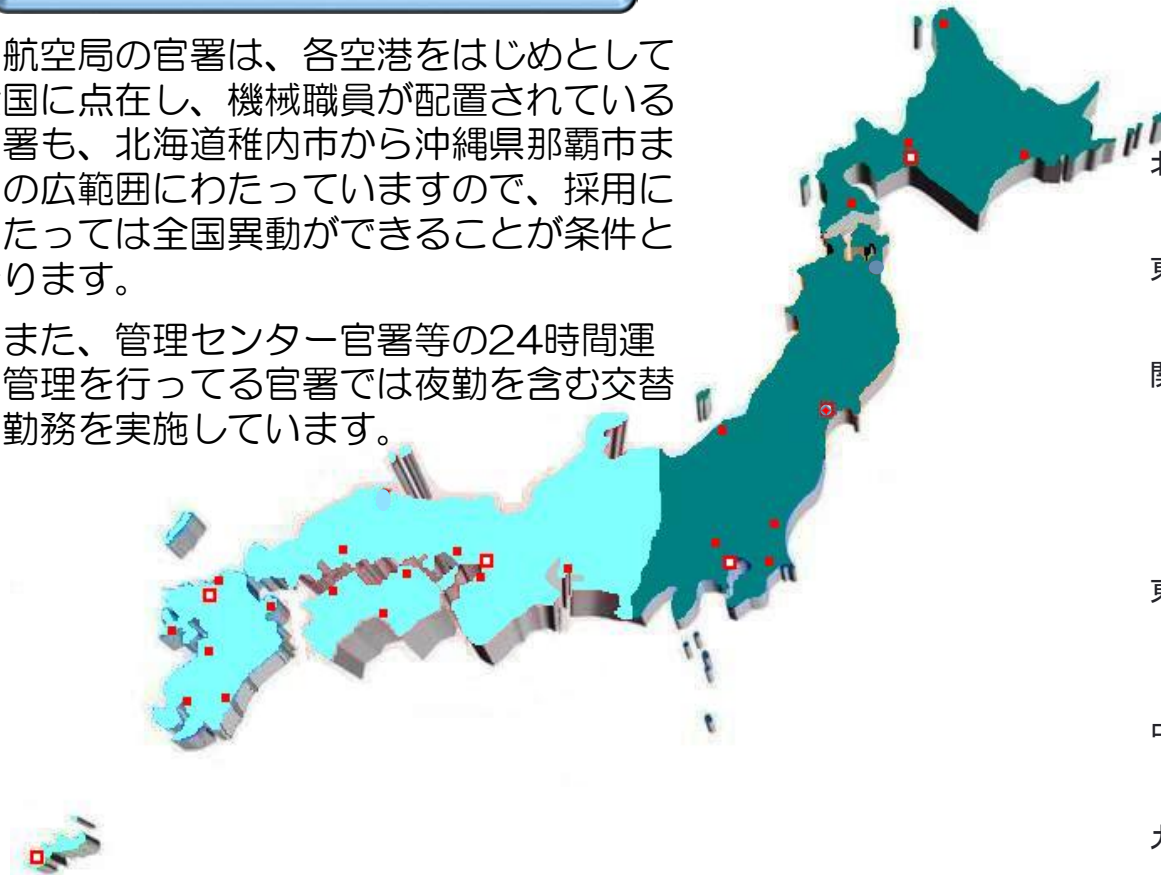 航空局の官署は、各空港をはじめとして
国に点在し、機械職員が配置されている
署も、北海道稚内市から沖縄県那覇市ま
の広範囲にわたっていますので、採用に
たっては全国異動ができることが条件と
ります。
また、管理センター官署等の24時間運
管理を行ってる官署では夜勤を含む交替
勤務を実施しています。
東
関
東
中
九